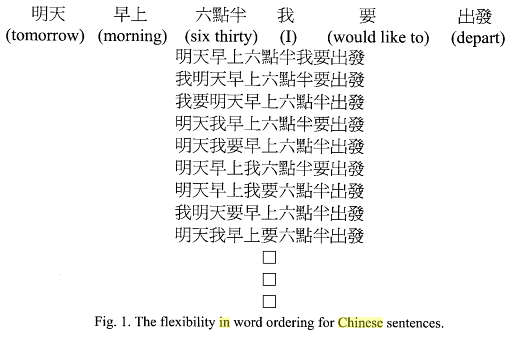 明天 早上 六點半 我 要 出發
(tomorrow) (morning) (six thirty) (I) (would like to) (depart)
明天早上六點半我要出發
我明天早上六點半要出發
我要明天早上六點半出發
明天我早上六點半要出發
明天我要早上六點半出發
明天早上我六點半要出發
明天早上我要六點半出發
我明天要早上六點半出發
明天我早上要六點半出發
□
□
□
Fig. 1. The flexibility in word ordering for Chinese sentences.